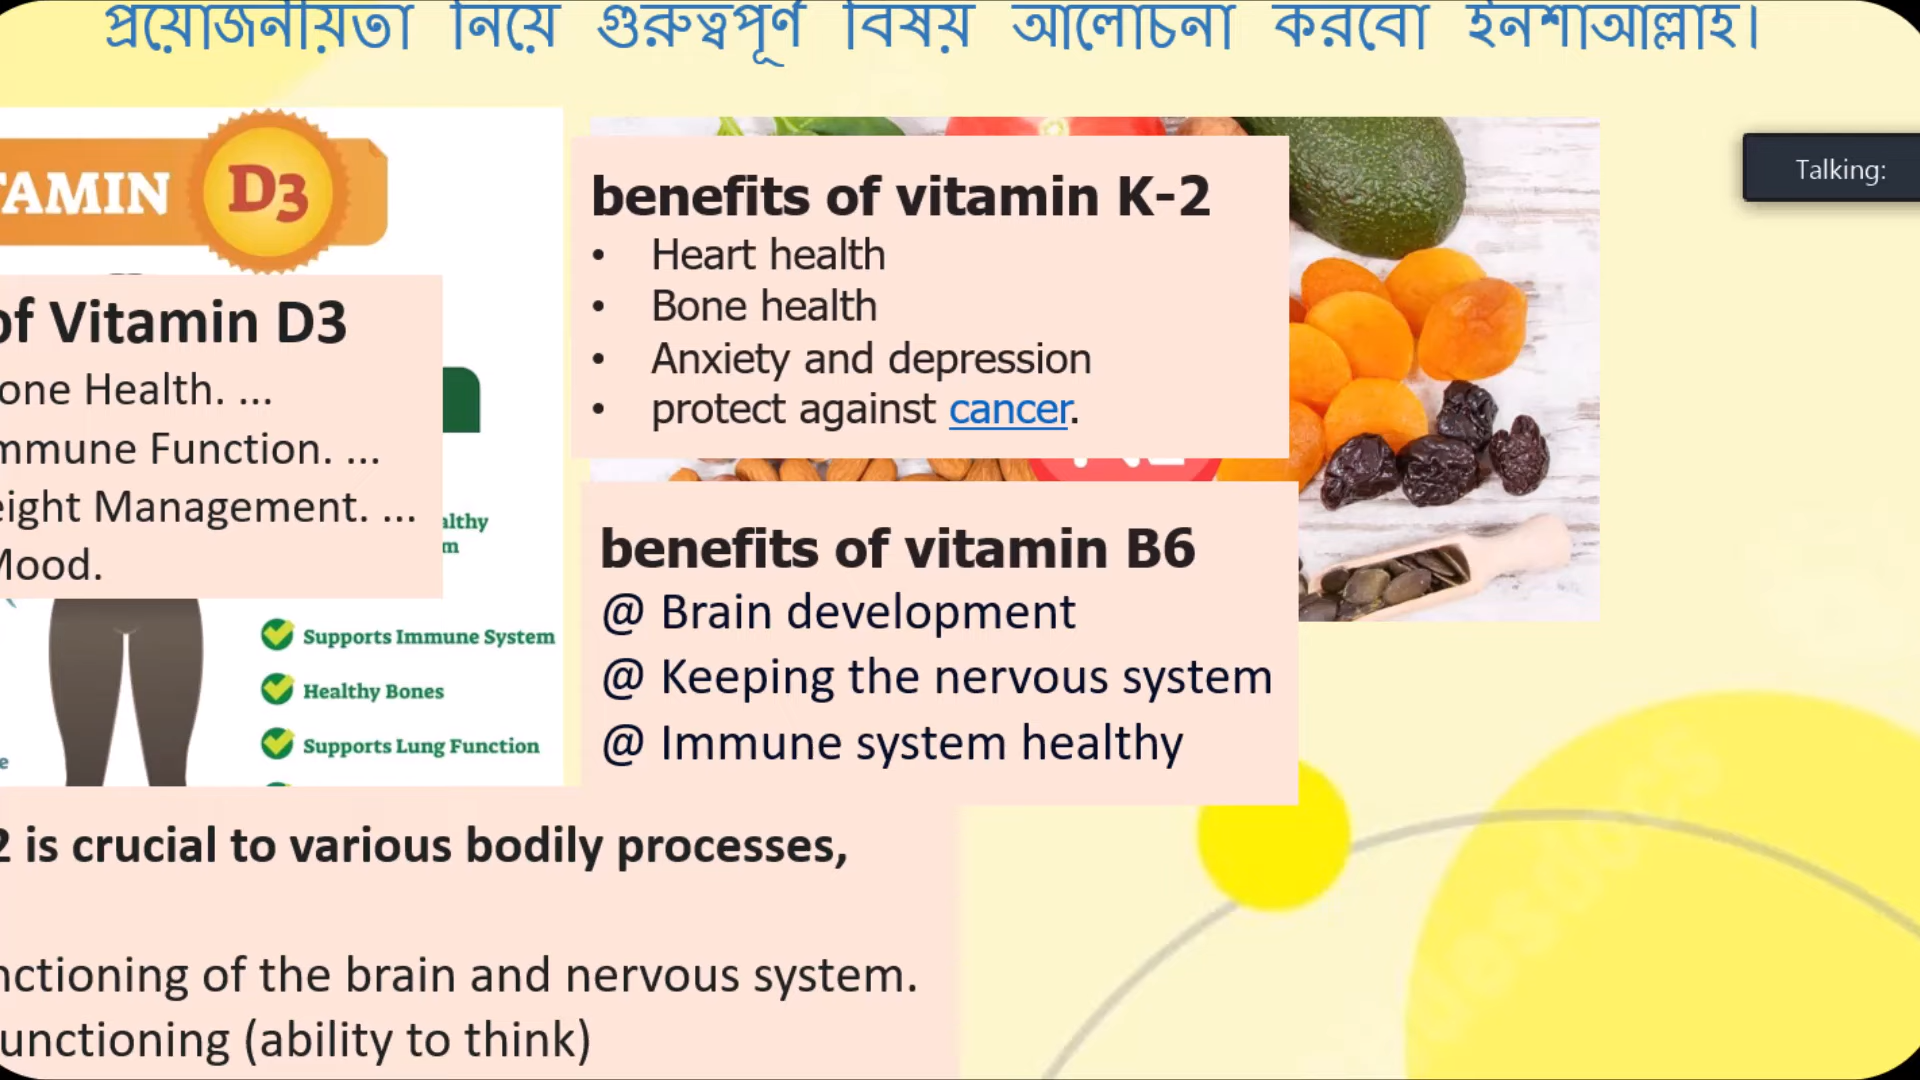 প্রয়োজনীয়তা নিয়ে গুরুত্বপূর্ণ বিষয় আলোচনা করবো ইনশাআল্লাহ।
TAMIN D3
of Vitamin D3
one Health. ...
mmune Function. ...
eight Management. ...
Mood.
althy
m
Supports Immune System
Healthy Bones
Supports Lung Function
e
benefits of vitamin K-2
• Heart health
• Bone health
• Anxiety and depression
• protect against cancer.
benefits of vitamin B6
@ Brain development
@ Keeping the nervous system
@ Immune system healthy
2 is crucial to various bodily processes,
nctioning of the brain and nervous system.
unctioning (ability to think)
Talking: